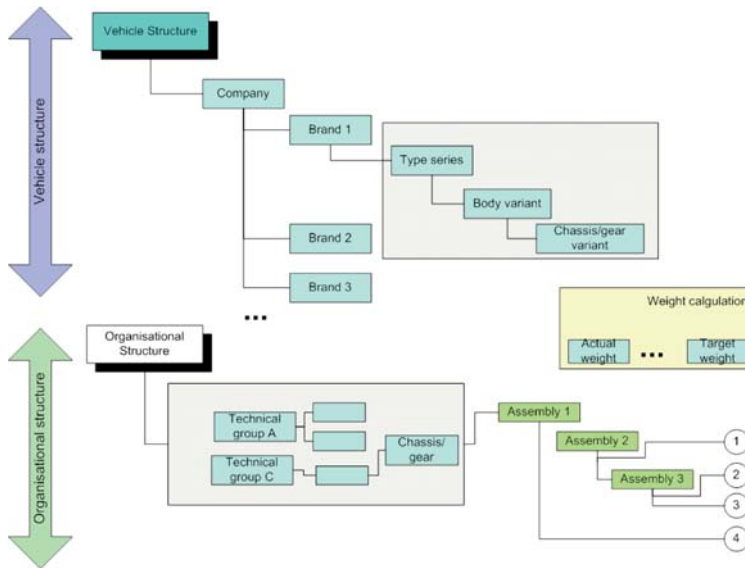 Vehicle structure
Vehicle Structure
Company
Brand 1
Type series
Body variant
Chassis/gear
variant
Brand 2
Brand 3
...
Weight calgulation
Actual
weight
...
Target
weight
Organisational structure
Organisational
Structure
Technical
group A
Technical
group C
Chassis/
gear
Assembly 1
Assembly 2
Assembly 3
1
2
3
4